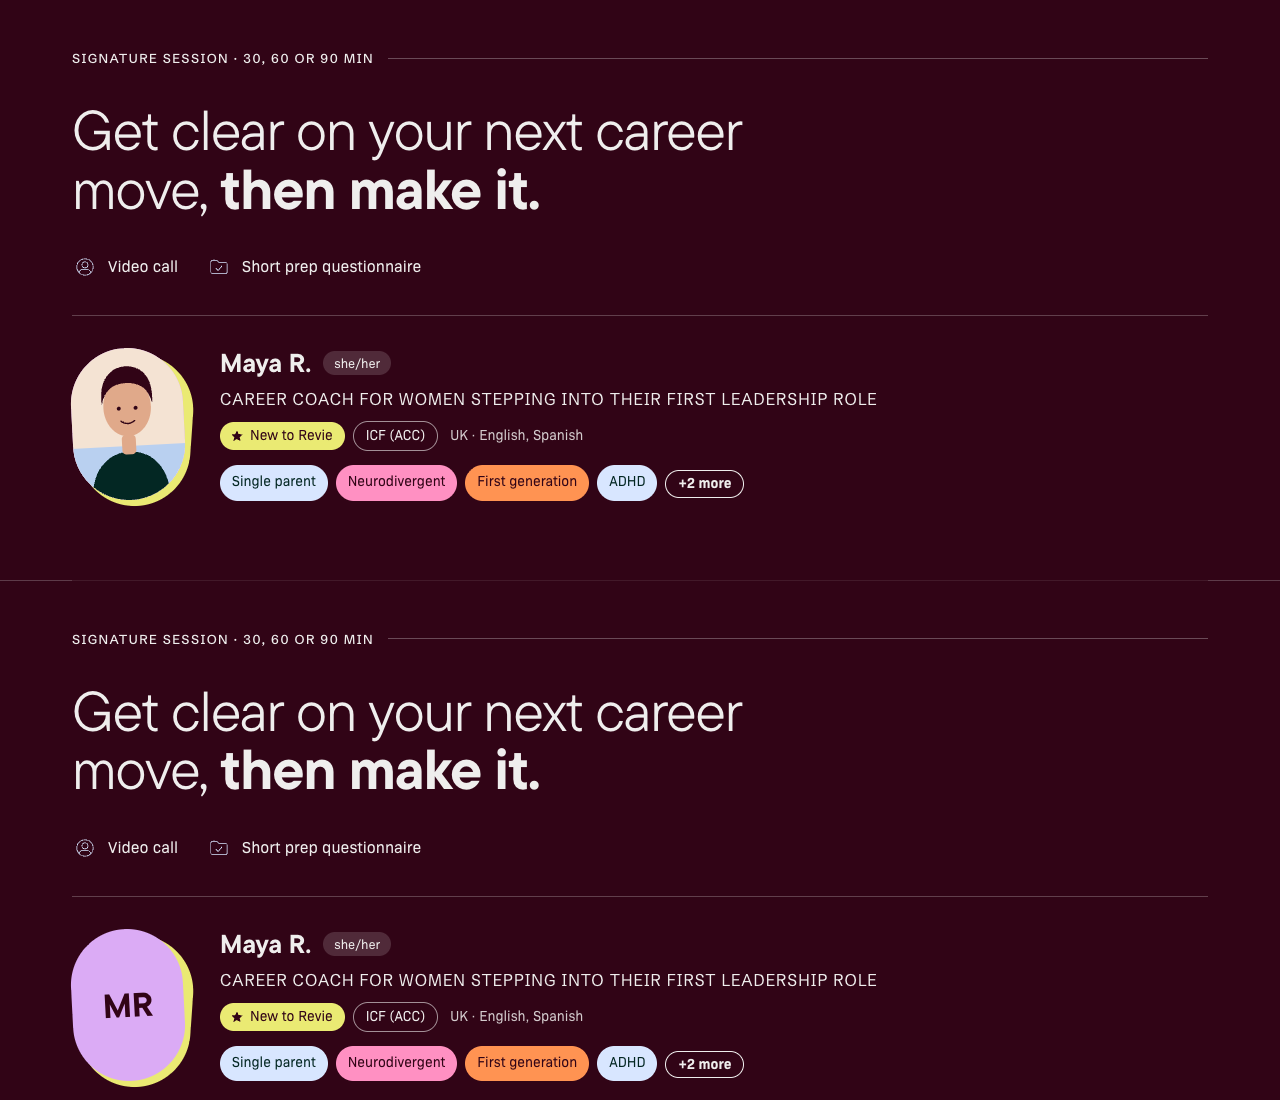 SIGNATURE SESSION · 30, 60 OR 90 MIN
Get clear on your next career
move, then make it.
Video call
Short prep questionnaire
Maya R.
she/her
CAREER COACH FOR WOMEN STEPPING INTO THEIR FIRST LEADERSHIP ROLE
New to Revie
ICF (ACC)
UK · English, Spanish
Single parent
Neurodivergent
First generation
ADHD
+2 more
SIGNATURE SESSION · 30, 60 OR 90 MIN
Get clear on your next career
move, then make it.
Video call
Short prep questionnaire
MR
Maya R.
she/her
CAREER COACH FOR WOMEN STEPPING INTO THEIR FIRST LEADERSHIP ROLE
New to Revie
ICF (ACC)
UK · English, Spanish
Single parent
Neurodivergent
First generation
ADHD
+2 more